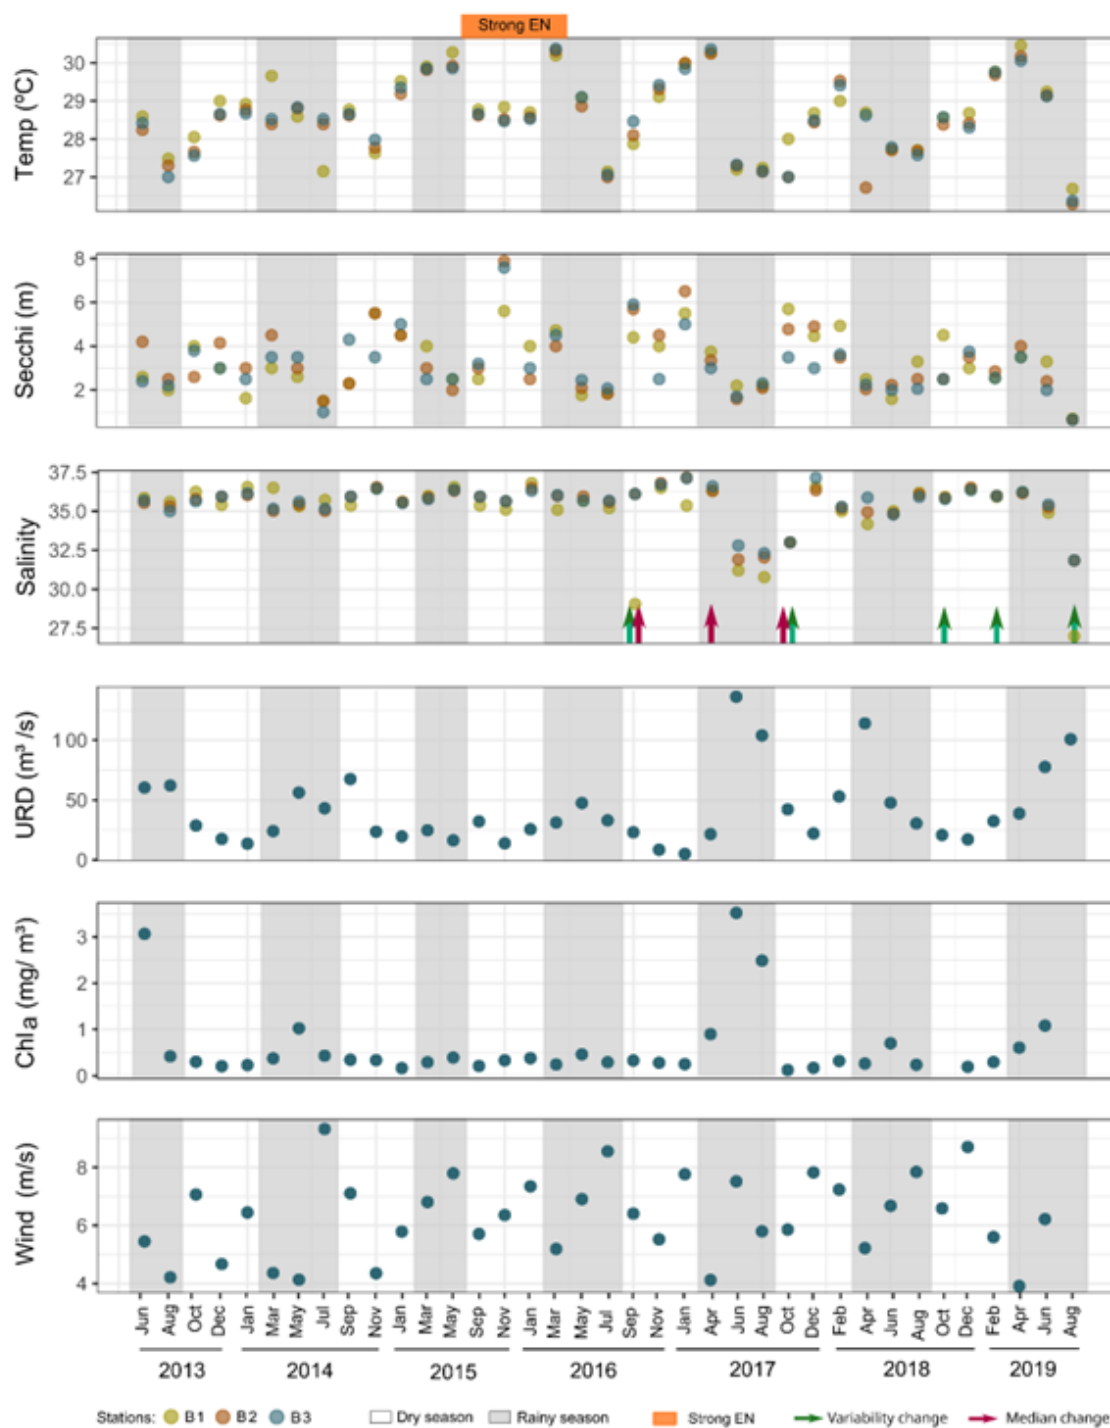 Strong EN
Temp (ºC)
30
29
28
27
Secchi (m)
8
6
4
2
Salinity
37.5
35.0
32.5
30.0
27.5
URD (m³ /s)
100
50
0
Chla (mg/ m³)
3
2
1
0
Wind (m/s)
8
6
4
Jun Aug Oct Dec Jan Mar May Jul Sep Nov Jan Mar May Sep Nov Jan Mar May Jul Sep Nov Jan Apr Jun Aug Oct Dec Feb Apr Jun Aug Oct Dec Feb Apr Jun Aug
2013 2014 2015 2016 2017 2018 2019
Stations: B1 B2 B3 Dry season Rainy season Strong EN Variability change Median change